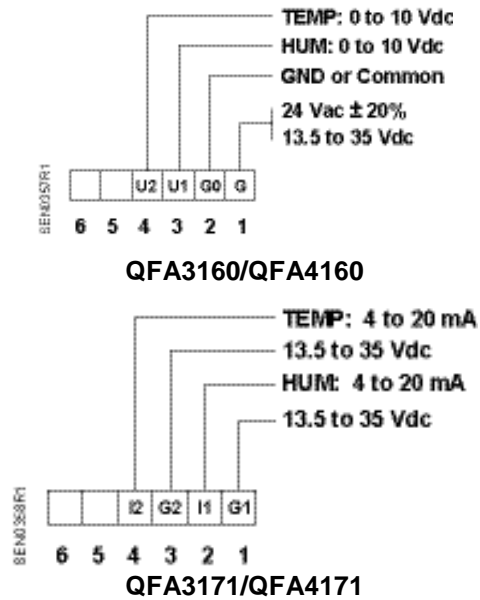 TEMP: 0 to 10 Vdc
HUM: 0 to 10 Vdc
GND or Common
24 Vac ± 20%
13.5 to 35 Vdc
SEN0357R1
U2 U1 G0 G
6 5 4 3 2 1
QFA3160/QFA4160
TEMP: 4 to 20 mA
13.5 to 35 Vdc
HUM: 4 to 20 mA
13.5 to 35 Vdc
SEN0358R1
I2 G2 I1 G1
6 5 4 3 2 1
QFA3171/QFA4171